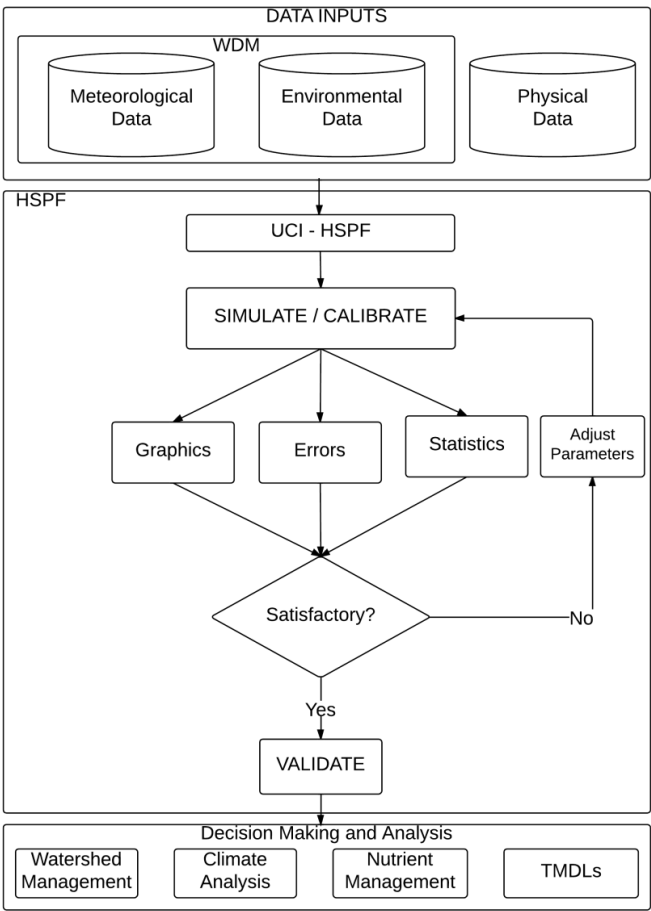 DATA INPUTS
WDM
Meteorological
Data
Environmental
Data
Physical
Data
HSPF
UCI - HSPF
SIMULATE / CALIBRATE
Graphics
Errors
Statistics
Adjust
Parameters
Satisfactory?
No
Yes
VALIDATE
Decision Making and Analysis
Watershed
Management
Climate
Analysis
Nutrient
Management
TMDLs